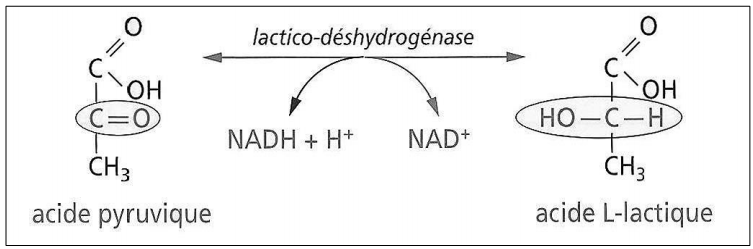 lactico-déshydrogénase
O
C
OH
C=O
CH₃
NADH + H⁺
NAD⁺
O
C
OH
HO—C—H
CH₃
acide pyruvique
acide L-lactique